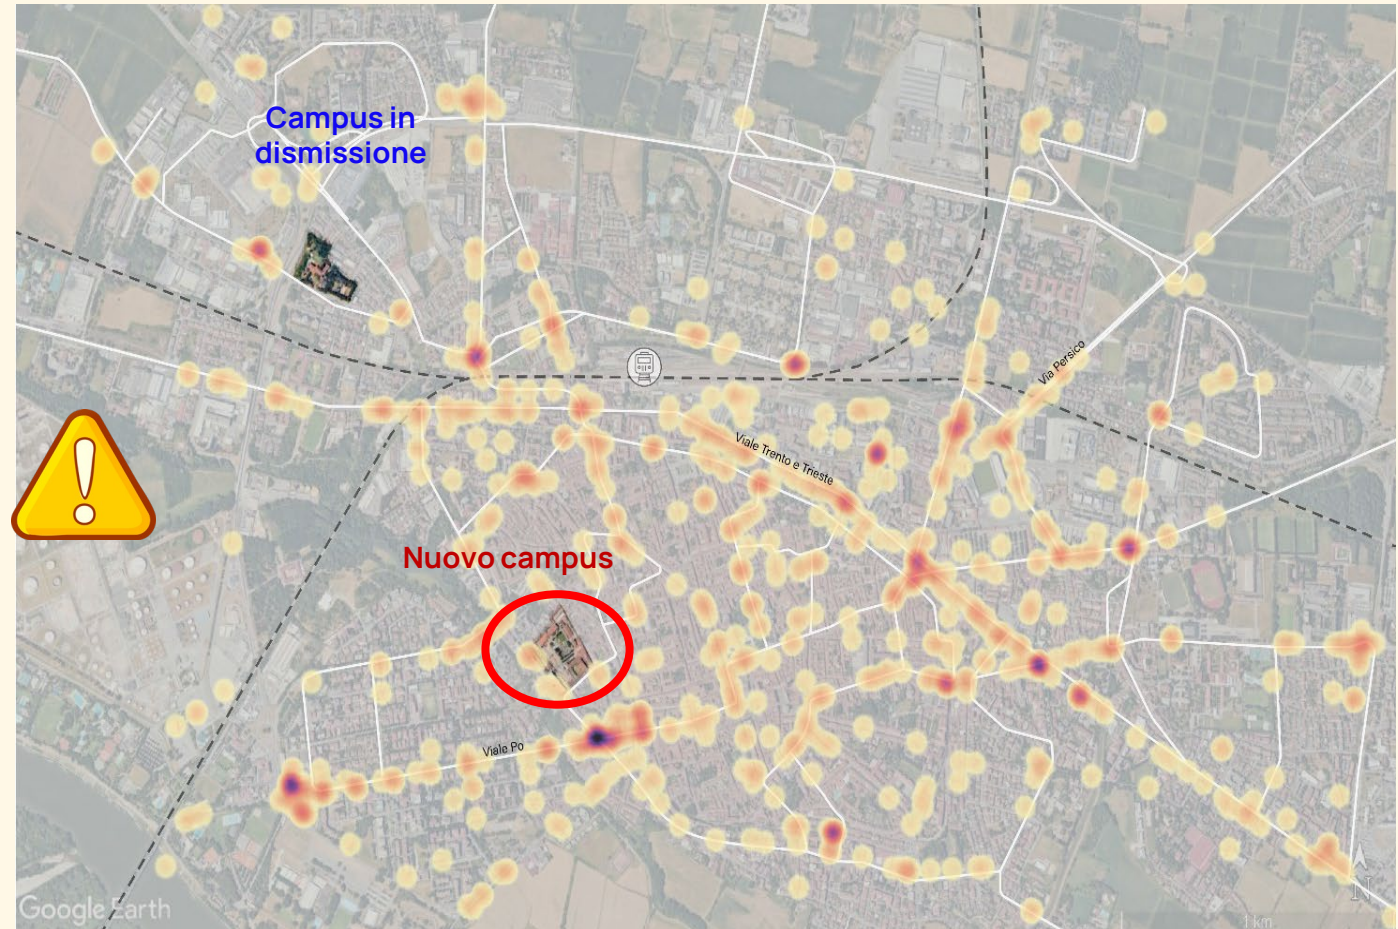 Campus in
dismissione
Via Persico
Viale Trento e Trieste
Nuovo campus
Viale Po
N
Google Earth
1 km